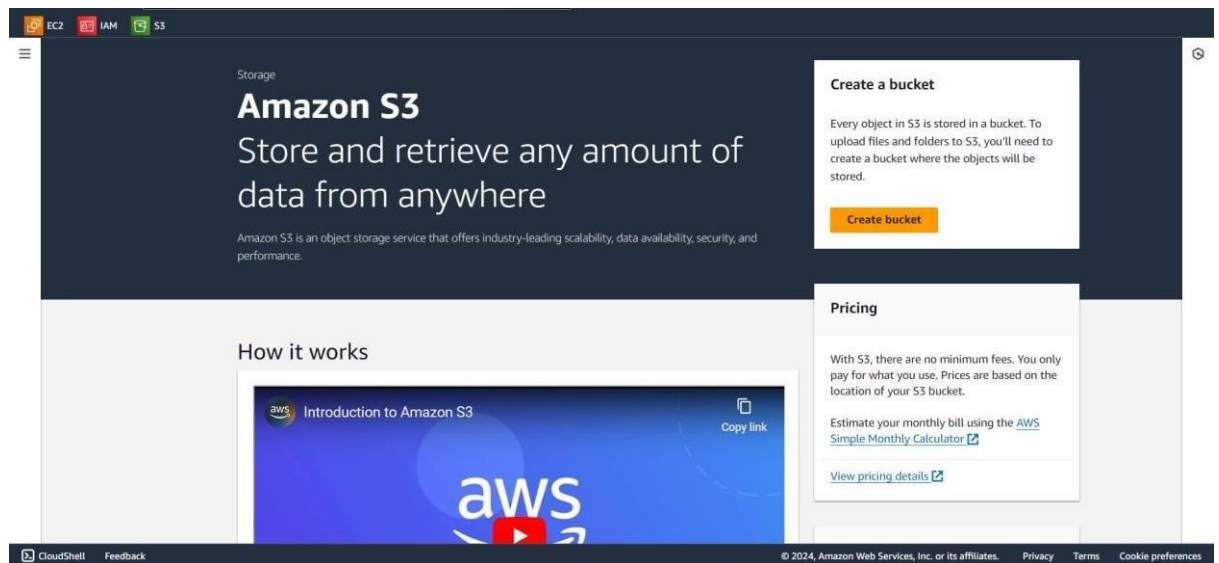 EC2 IAM S3
Storage
Amazon S3
Store and retrieve any amount of
data from anywhere
Amazon S3 is an object storage service that offers industry-leading scalability, data availability, security, and
performance.
Create a bucket
Every object in S3 is stored in a bucket. To
upload files and folders to S3, you'll need to
create a bucket where the objects will be
stored.
Create bucket
Pricing
With S3, there are no minimum fees. You only
pay for what you use. Prices are based on the
location of your S3 bucket.
Estimate your monthly bill using the AWS
Simple Monthly Calculator
View pricing details
How it works
aws Introduction to Amazon S3
Copy link
aws
CloudShell Feedback © 2024, Amazon Web Services, Inc. or its affiliates. Privacy Terms Cookie preferences